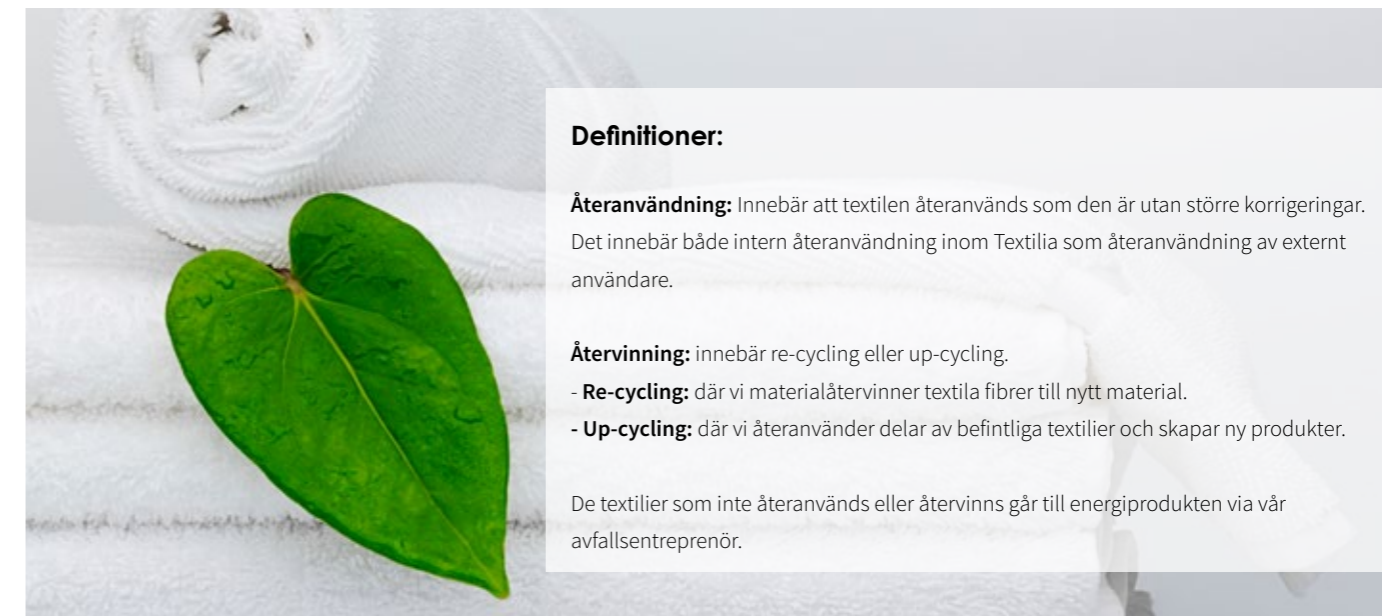 Definitioner:
Återanvändning: Innebär att textilen återanvänds som den är utan större korrigeringar.
Det innebär både intern återanvändning inom Textilia som återanvändning av externt
användare.
Återvinning: innebär re-cycling eller up-cycling.
- Re-cycling: där vi materialåtervinner textila fibrer till nytt material.
- Up-cycling: där vi återanvänder delar av befintliga textilier och skapar ny produkter.
De textilier som inte återanvänds eller återvinns går till energiprodukten via vår
avfallsentreprenör.